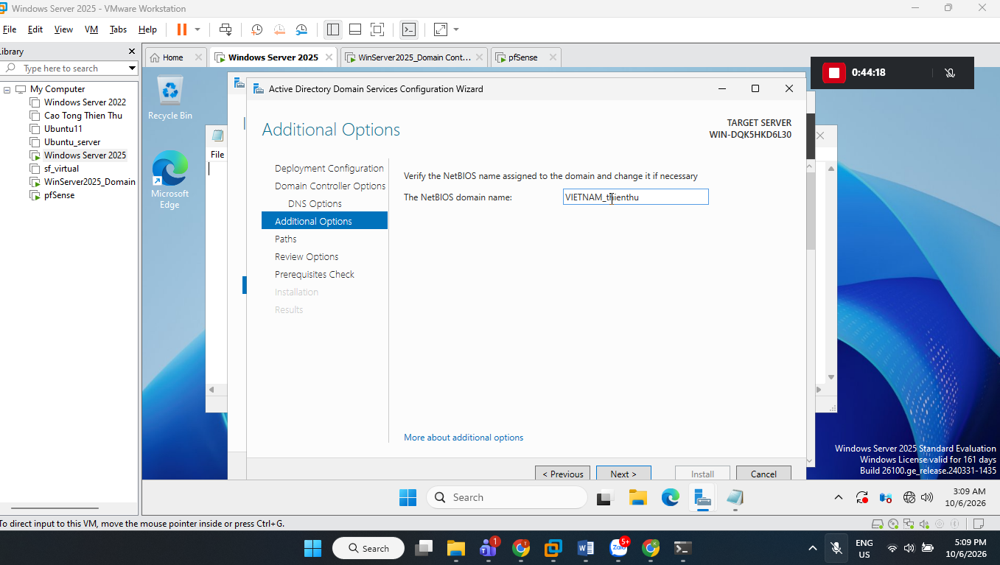 Windows Server 2025 - VMware Workstation
File Edit View VM Tabs Help
Library
Type here to search
My Computer
Windows Server 2022
Cao Tong Thien Thu
Ubuntu11
Ubuntu_server
Windows Server 2025
sf_virtual
WinServer2025_Domain
pfSense
Home
Windows Server 2025
WinServer2025_Domain Cont...
pfSense
0:44:18
Recycle Bin
Microsoft
Edge
File
Active Directory Domain Services Configuration Wizard
Additional Options
TARGET SERVER
WIN-DQK5HKD6L30
Deployment Configuration
Domain Controller Options
DNS Options
Additional Options
Paths
Review Options
Prerequisites Check
Installation
Results
Verify the NetBIOS name assigned to the domain and change it if necessary
The NetBIOS domain name:
VIETNAM_thienthu
More about additional options
< Previous
Next >
Install
Cancel
Windows Server 2025 Standard Evaluation
Windows License valid for 161 days
Build 26100.ge_release.240331-1435
Search
3:09 AM
10/6/2026
To direct input to this VM, move the mouse pointer inside or press Ctrl+G.
Search
1
Zalo
5+
ENG
US
5:09 PM
10/6/2026